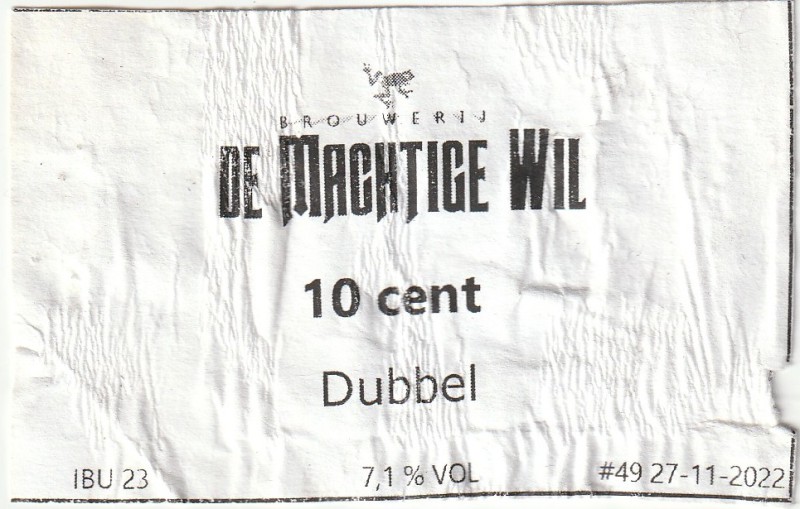 BROUWERIJ
DE MACHTIGE WIL
10 cent
Dubbel
IBU 23 7,1 % VOL #49 27-11-2022